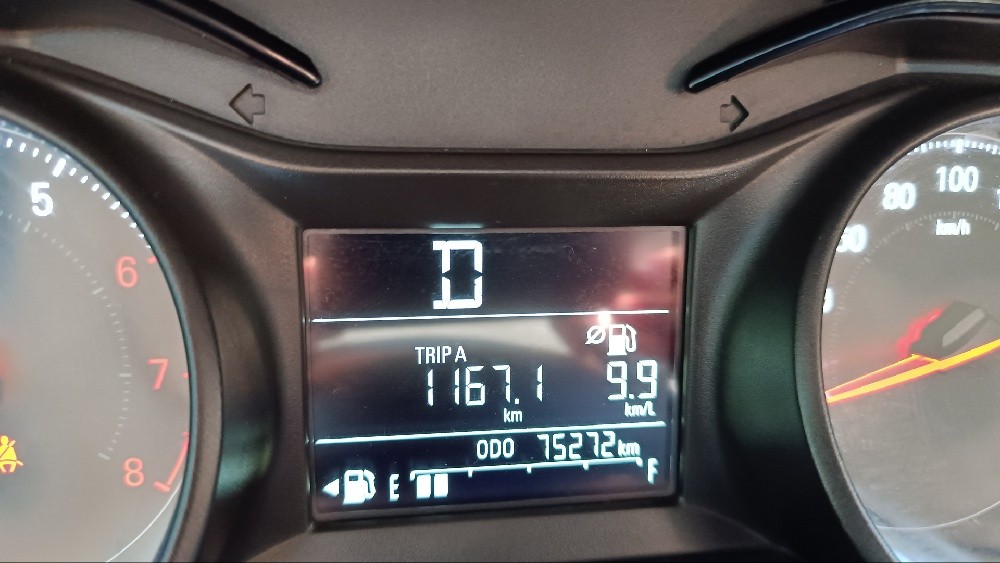 5
6
7
8
D
TRIP A
1167.1 km
9.9 km/L
ODO 75272 km
E F
80
100
km/h